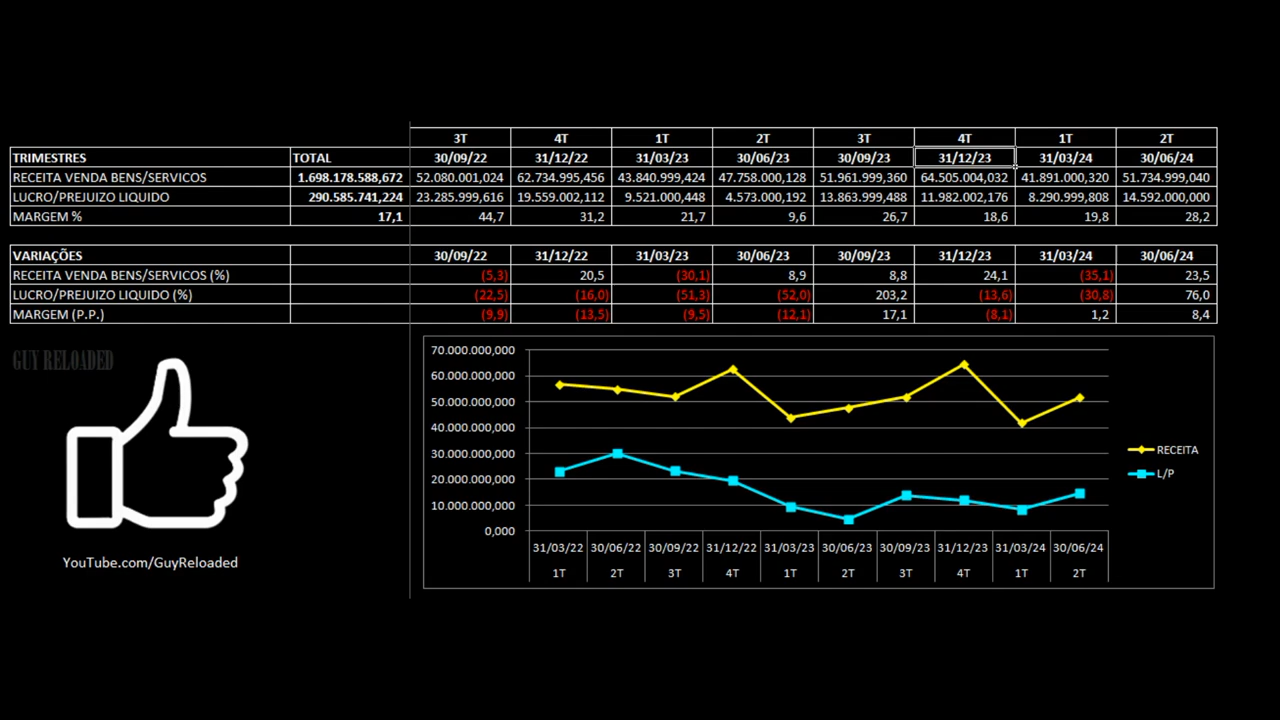 3T 4T 1T 2T 3T 4T 1T 2T
TRIMESTRES TOTAL 30/09/22 31/12/22 31/03/23 30/06/23 30/09/23 31/12/23 31/03/24 30/06/24
RECEITA VENDA BENS/SERVICOS 1.698.178.588,672 52.080.001,024 62.734.995,456 43.840.999,424 47.758.000,128 51.961.999,360 64.505.004,032 41.891.000,320 51.734.999,040
LUCRO/PREJUIZO LIQUIDO 290.585.741,224 23.285.999,616 19.559.002,112 9.521.000,448 4.573.000,192 13.863.999,488 11.982.002,176 8.290.999,808 14.592.000,000
MARGEM % 17,1 44,7 31,2 21,7 9,6 26,7 18,6 19,8 28,2
VARIAÇÕES 30/09/22 31/12/22 31/03/23 30/06/23 30/09/23 31/12/23 31/03/24 30/06/24
RECEITA VENDA BENS/SERVICOS (%) (5,3) 20,5 (30,1) 8,9 8,8 24,1 (35,1) 23,5
LUCRO/PREJUIZO LIQUIDO (%) (22,5) (16,0) (51,3) (52,0) 203,2 (13,6) (30,8) 76,0
MARGEM (P.P.) (9,9) (13,5) (9,5) (12,1) 17,1 (8,1) 1,2 8,4
GUY RELOADED
YouTube.com/GuyReloaded
70.000.000,000
60.000.000,000
50.000.000,000
40.000.000,000
30.000.000,000
20.000.000,000
10.000.000,000
0,000
31/03/22 30/06/22 30/09/22 31/12/22 31/03/23 30/06/23 30/09/23 31/12/23 31/03/24 30/06/24
1T 2T 3T 4T 1T 2T 3T 4T 1T 2T
RECEITA
L/P